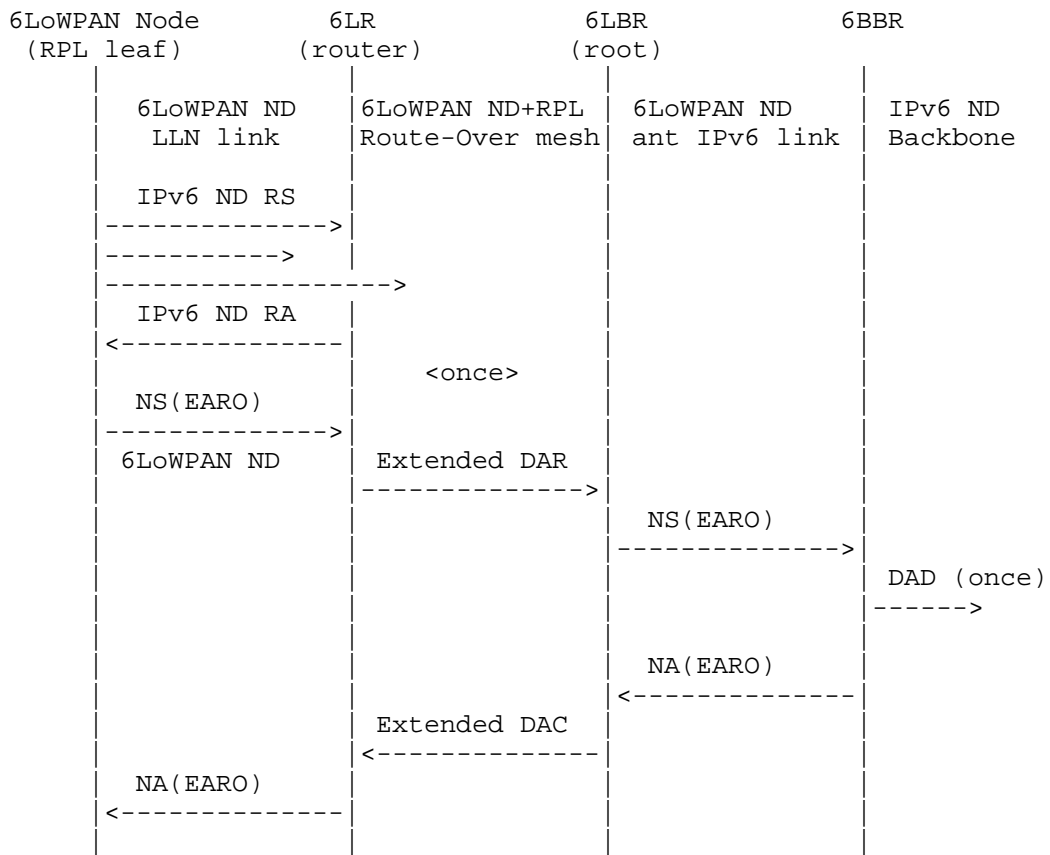 6LoWPAN Node 6LR 6LBR 6BBR
(RPL leaf) (router) (root)
6LoWPAN ND 6LoWPAN ND+RPL 6LoWPAN ND IPv6 ND
LLN link Route-Over mesh ant IPv6 link Backbone
IPv6 ND RS
IPv6 ND RA
<once>
NS(EARO)
6LoWPAN ND Extended DAR
NS(EARO)
DAD (once)
NA(EARO)
Extended DAC
NA(EARO)